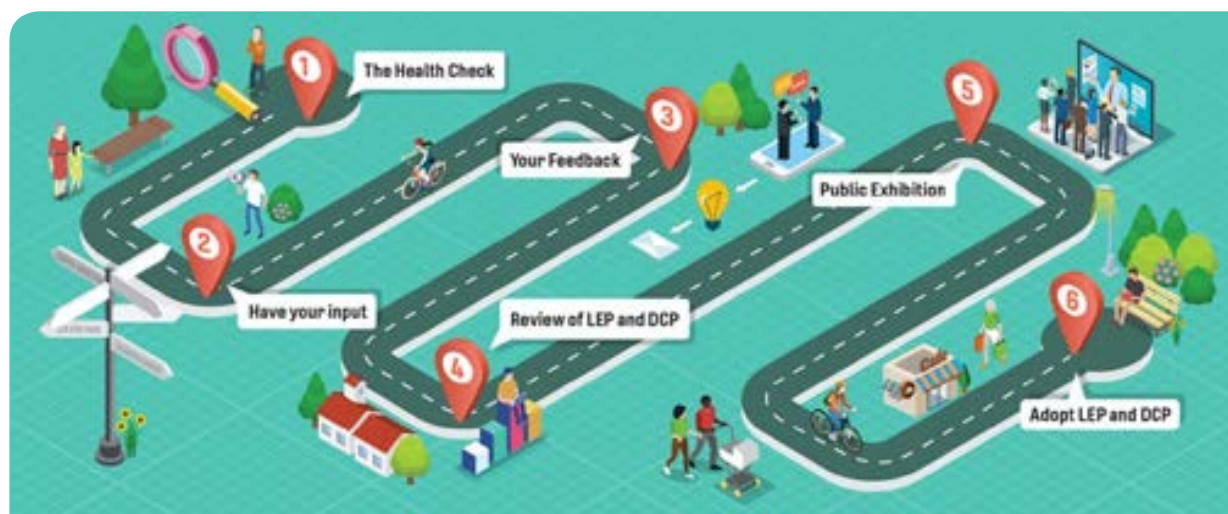 1
The Health Check
2
Have your input
3
Your Feedback
4
Review of LEP and DCP
5
Public Exhibition
6
Adopt LEP and DCP